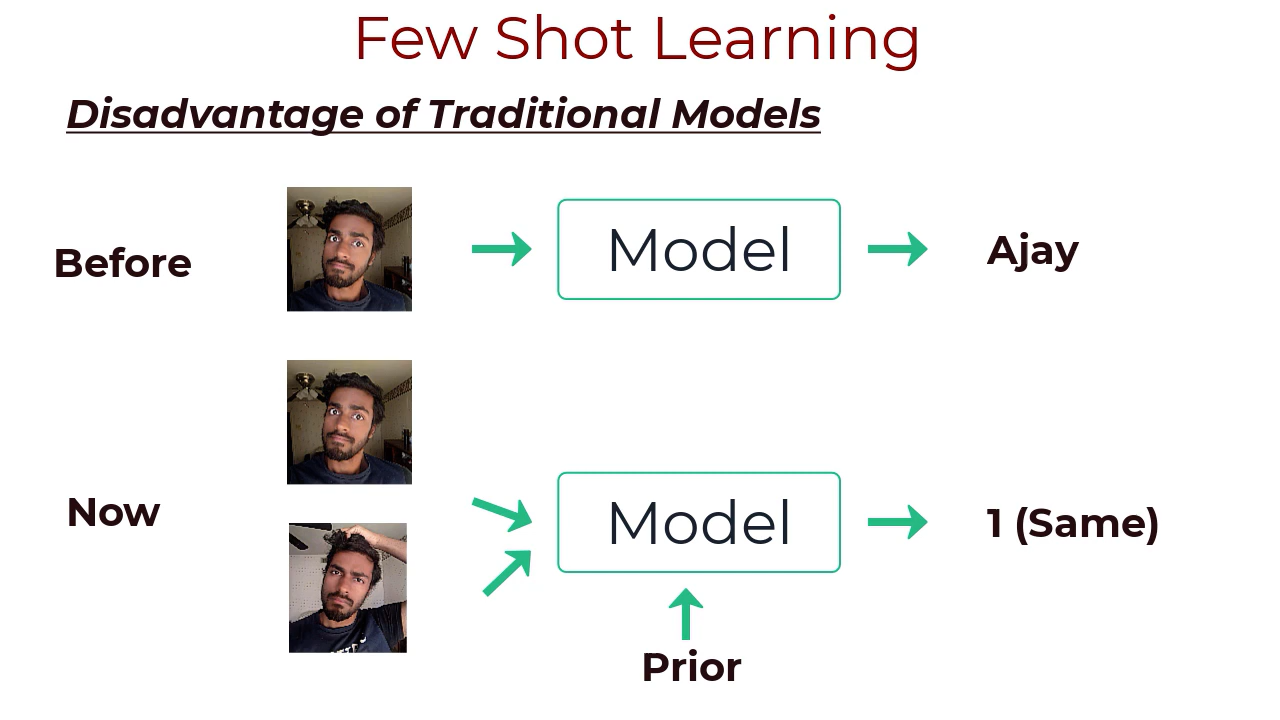 Few Shot Learning
Disadvantage of Traditional Models
Before
Model
Ajay
Now
Model
1 (Same)
Prior